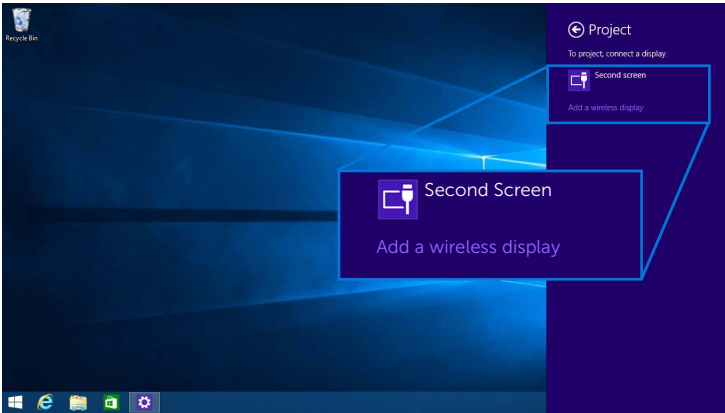 Recycle Bin
Project
To project, connect a display.
Second screen
Add a wireless display
Second Screen
Add a wireless display